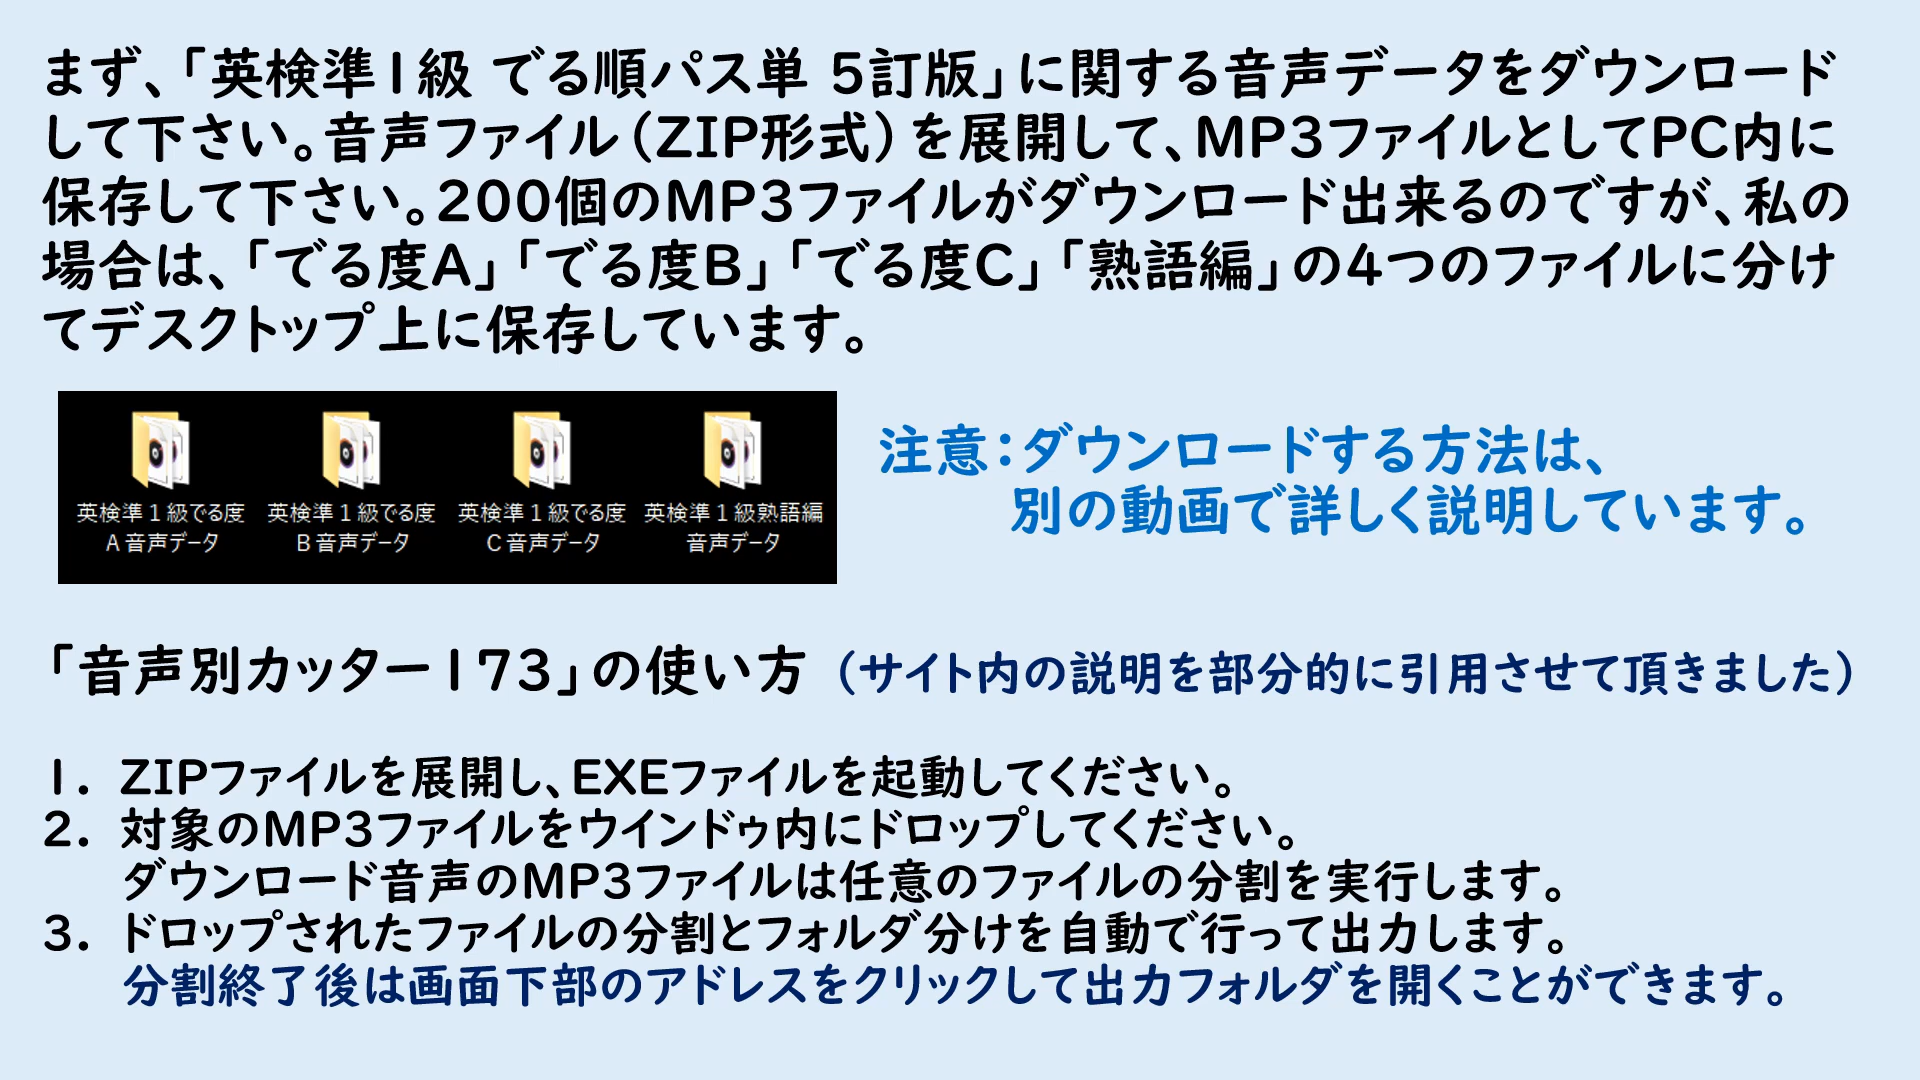 まず、「英検準1級 でる順パス単 5訂版」に関する音声データをダウンロード
して下さい。音声ファイル（ZIP形式）を展開して、MP3ファイルとしてPC内に
保存して下さい。200個のMP3ファイルがダウンロード出来るのですが、私の
場合は、「でる度A」「でる度B」「でる度C」「熟語編」の4つのファイルに分け
てデスクトップ上に保存しています。
英検準１級でる度
A音声データ
英検準１級でる度
B音声データ
英検準１級でる度
C音声データ
英検準１級熟語編
音声データ
注意：ダウンロードする方法は、
別の動画で詳しく説明しています。
「音声別カッター173」の使い方（サイト内の説明を部分的に引用させて頂きました）
1. ZIPファイルを展開し、EXEファイルを起動してください。
2. 対象のMP3ファイルをウインドゥ内にドロップしてください。
ダウンロード音声のMP3ファイルは任意のファイルの分割を実行します。
3. ドロップされたファイルの分割とフォルダ分けを自動で行って出力します。
分割終了後は画面下部のアドレスをクリックして出力フォルダを開くことができます。